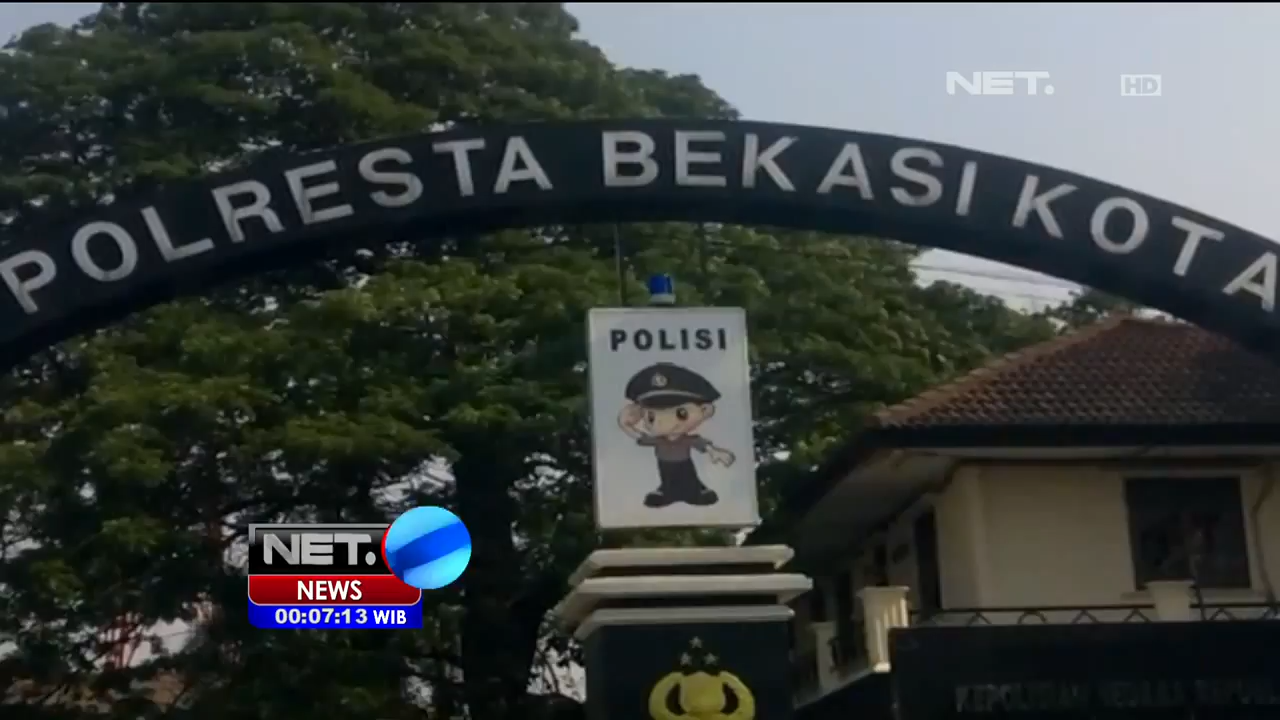 NET. HD
POLRESTA BEKASI KOTA
POLISI
NET.
NEWS
00:07:13 WIB